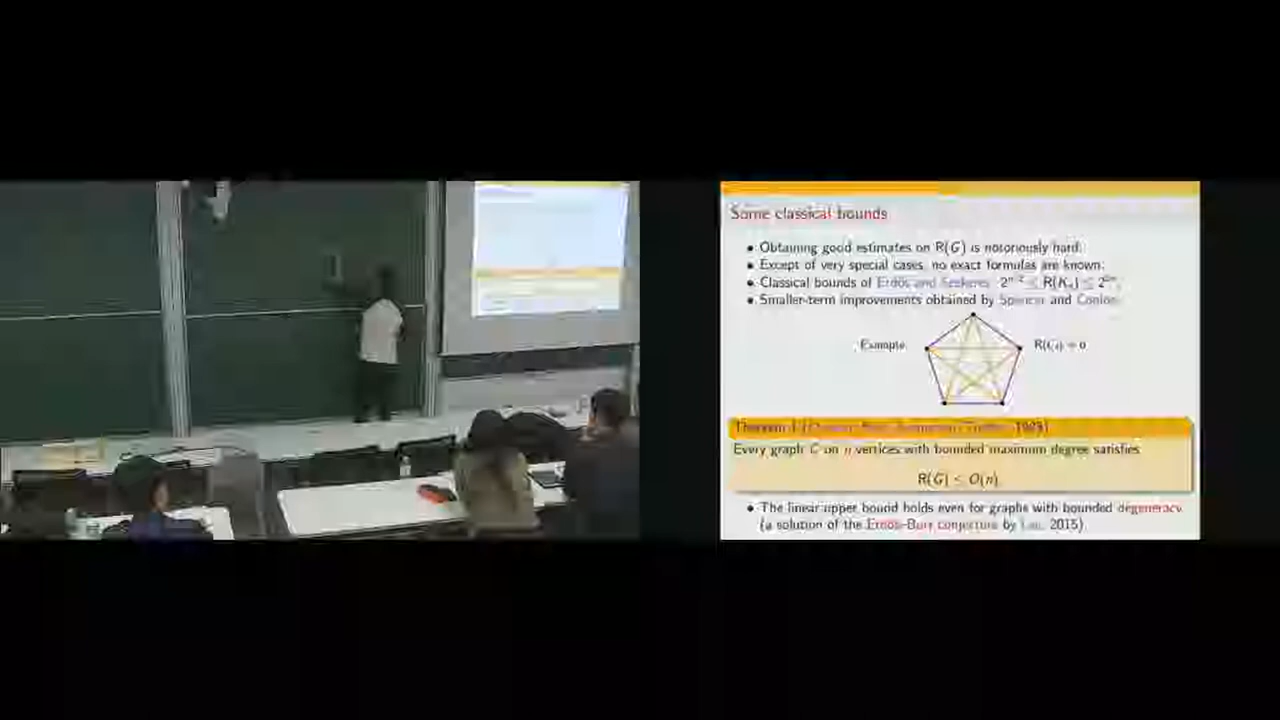 Some classical bounds
• Obtaining good estimates on R(G) is notoriously hard.
• Except of very special cases, no exact formulas are known.
• Classical bounds of Erdős and Szekeres
• Smaller-term improvements obtained by Spencer and Conlon.
Example
Theorem 1 1983)
Every graph G on n vertices with bounded maximum degree satisfies
R(G) ≤ O(n)
• The linear upper bound holds even for graphs with bounded degeneracy
(a solution of the Erdős–Burr conjecture by Lee, 2015)